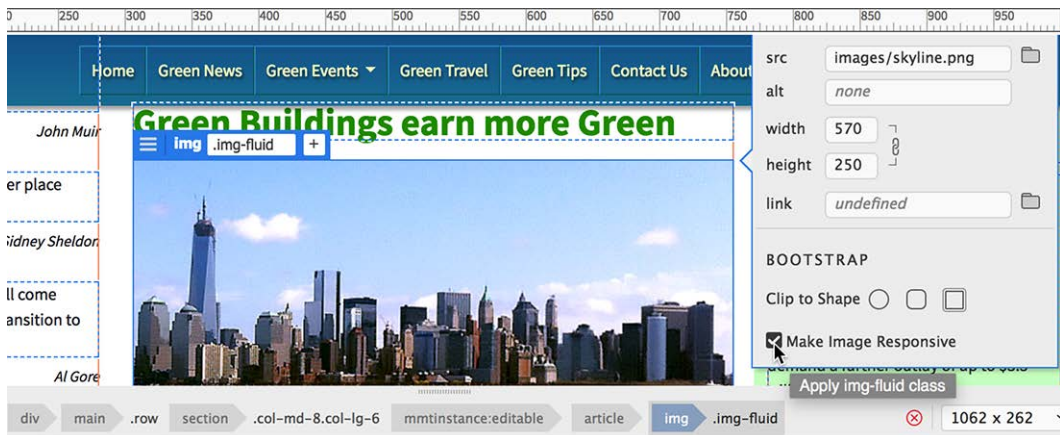 0 250 300 350 400 450 500 550 600 650 700 750 800 850 900 950
Home Green News Green Events Green Travel Green Tips Contact Us About
John Muir
er place
Sidney Sheldon
ll come
ansition to
Al Gore
Green Buildings earn more Green
img .img-fluid +
src images/skyline.png
alt none
width 570
height 250
link undefined
BOOTSTRAP
Clip to Shape
Make Image Responsive
Apply img-fluid class
div main .row section .col-md-8.col-lg-6 mmtinstance:editable article img .img-fluid 1062 x 262